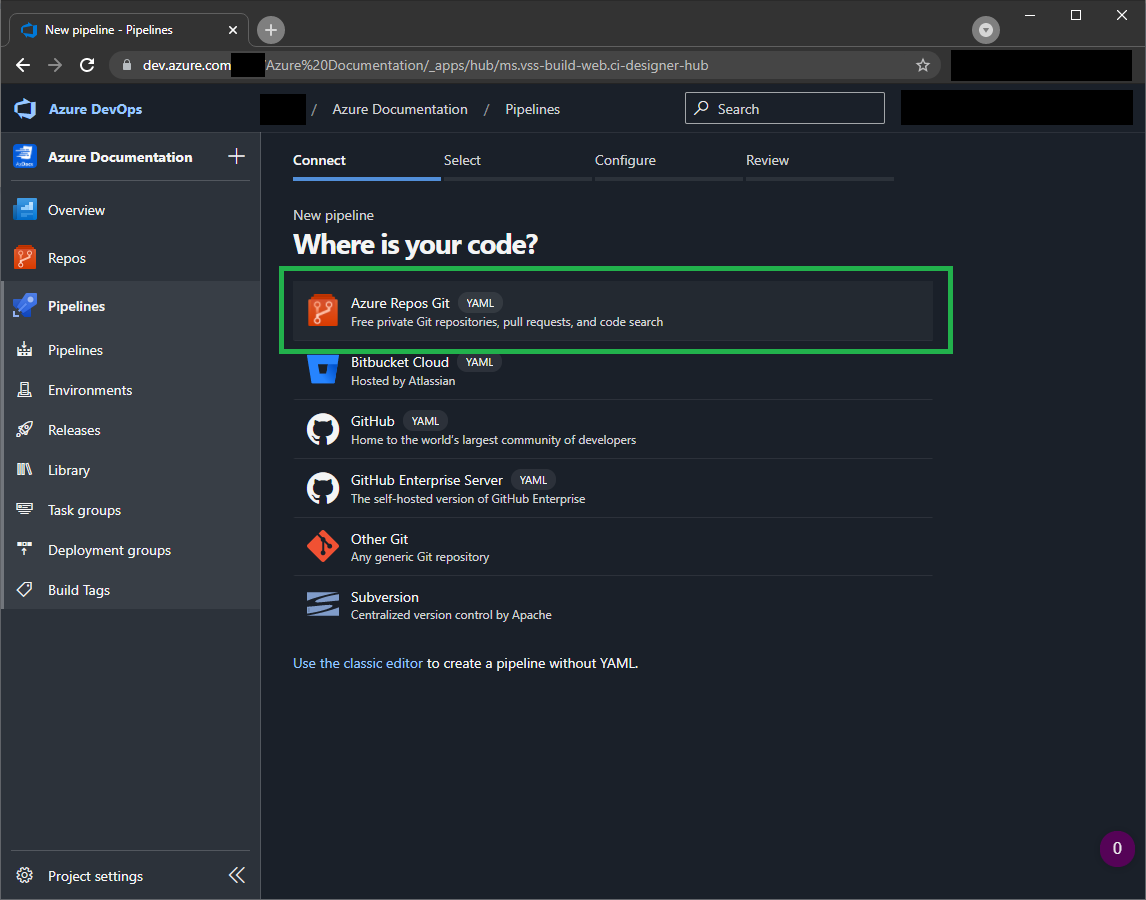 New pipeline - Pipelines
dev.azure.com /Azure%20Documentation/_apps/hub/ms.vss-build-web.ci-designer-hub
Azure DevOps / Azure Documentation / Pipelines Search
Azure Documentation
Overview
Repos
Pipelines
Pipelines
Environments
Releases
Library
Task groups
Deployment groups
Build Tags
Project settings
Connect Select Configure Review
New pipeline
Where is your code?
Azure Repos Git YAML
Free private Git repositories, pull requests, and code search
Bitbucket Cloud YAML
Hosted by Atlassian
GitHub YAML
Home to the world's largest community of developers
GitHub Enterprise Server YAML
The self-hosted version of GitHub Enterprise
Other Git
Any generic Git repository
Subversion
Centralized version control by Apache
Use the classic editor to create a pipeline without YAML.
0